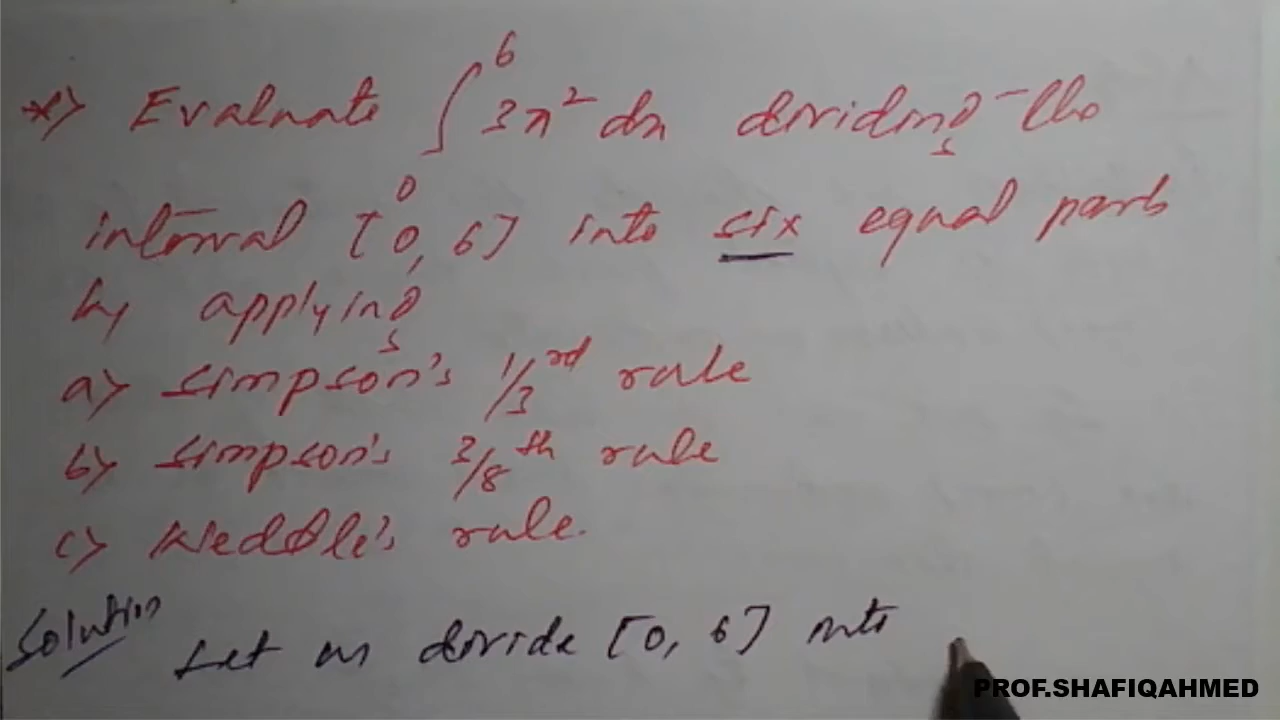 *) Evaluate ∫₀⁶ 3x² dx dividing the
interval [0, 6] into six equal parts
by applying
a) Simpson's 1/3rd rule
b) Simpson's 3/8th rule
c) Weddle's rule.
Solution Let us divide [0, 6] into
PROF.SHAFIQAHMED